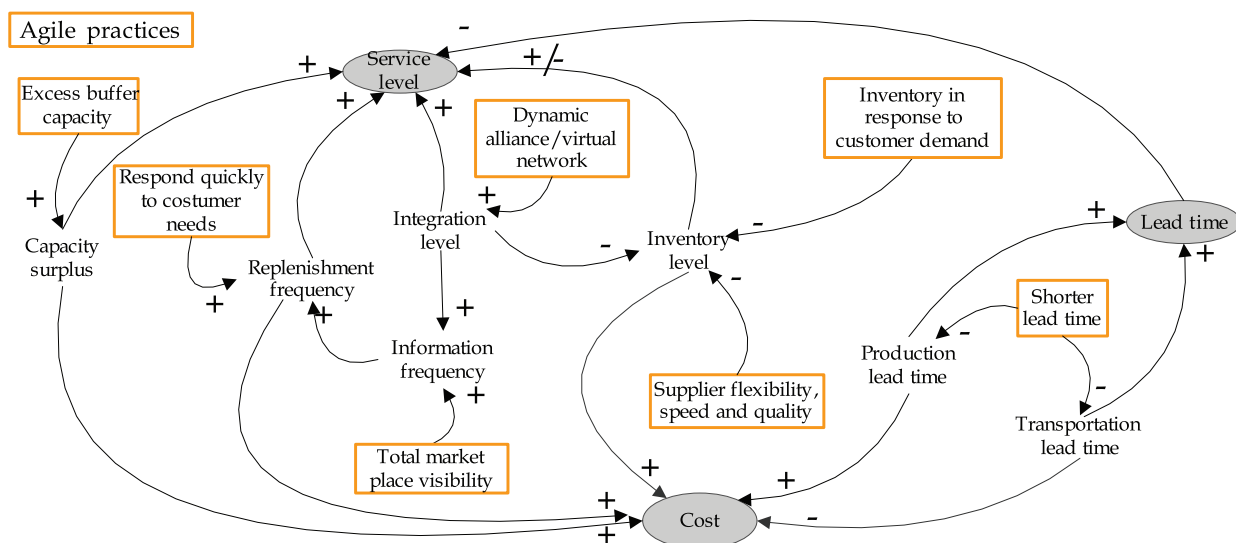 Agile practices
-
Service
level
+
+/-
Excess buffer
capacity
+
+
Dynamic
alliance/virtual
network
Inventory in
response to
customer demand
Respond quickly
to costumer
needs
+
+
Integration
level
-
-
+
Lead time
Capacity
surplus
Inventory
level
+
Replenishment
frequency
-
+
+
+
Shorter
lead time
-
Information
frequency
Production
lead time
+
Supplier flexibility,
speed and quality
-
Transportation
lead time
Total market
place visibility
+
+
+
Cost
-
+